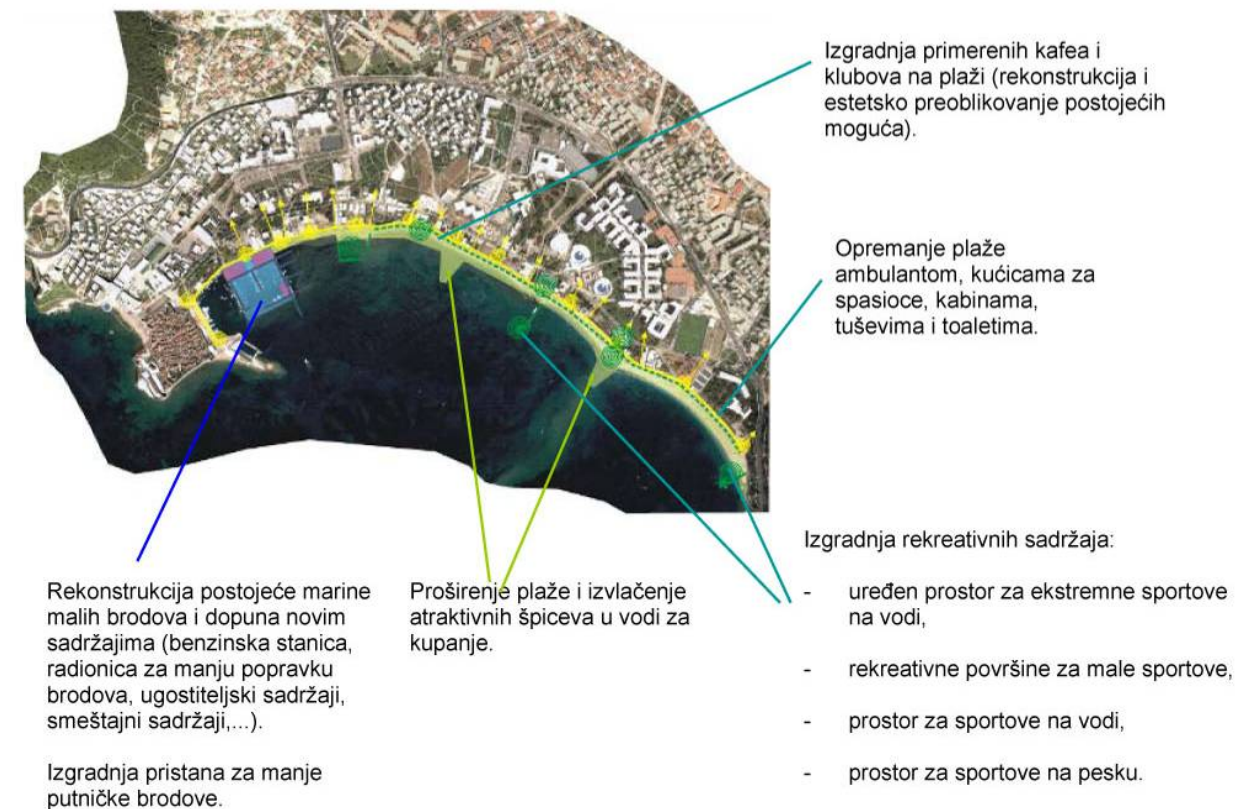 Izgradnja primerenih kafea i
klubova na plaži (rekonstrukcija i
estetsko preoblikovanje postojećih
moguća).
Opremanje plaže
ambulantom, kućicama za
spasioce, kabinama,
tuševima i toaletima.
Rekonstrukcija postojeće marine
malih brodova i dopuna novim
sadržajima (benzinska stanica,
radionica za manju popravku
brodova, ugostiteljski sadržaji,
smeštajni sadržaji,...).
Izgradnja pristana za manje
putničke brodove.
Proširenje plaže i izvlačenje
atraktivnih špiceva u vodi za
kupanje.
Izgradnja rekreativnih sadržaja:
- uređen prostor za ekstremne sportove
na vodi,
- rekreativne površine za male sportove,
- prostor za sportove na vodi,
- prostor za sportove na pesku.